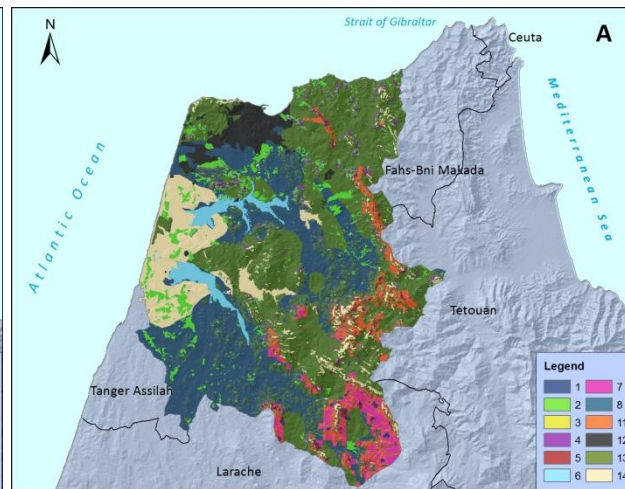 N
Strait of Gibraltar
Ceuta
A
Mediterranean Sea
Atlantic Ocean
Fahs-Bni Makada
Tetouan
Tanger Assilah
Larache
Legend
1 7
2 8
3 11
4 12
5 13
6 14